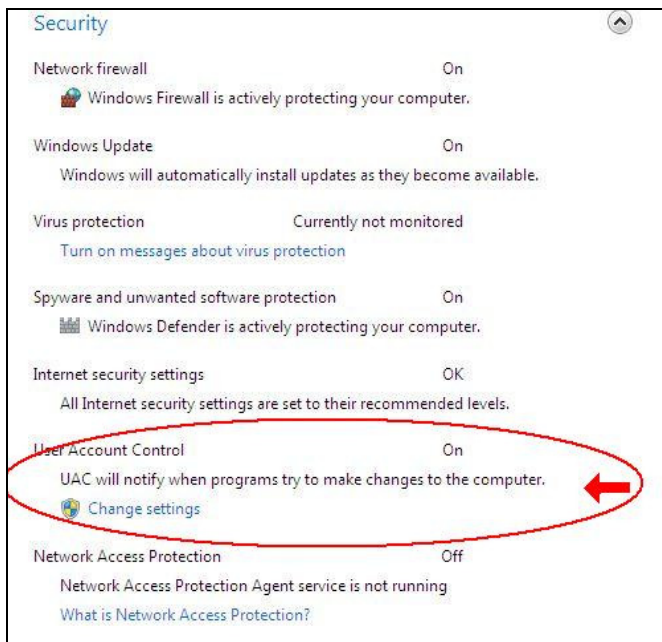 Security
Network firewall On
Windows Firewall is actively protecting your computer.
Windows Update On
Windows will automatically install updates as they become available.
Virus protection Currently not monitored
Turn on messages about virus protection
Spyware and unwanted software protection On
Windows Defender is actively protecting your computer.
Internet security settings OK
All Internet security settings are set to their recommended levels.
User Account Control On
UAC will notify when programs try to make changes to the computer.
Change settings
Network Access Protection Off
Network Access Protection Agent service is not running
What is Network Access Protection?